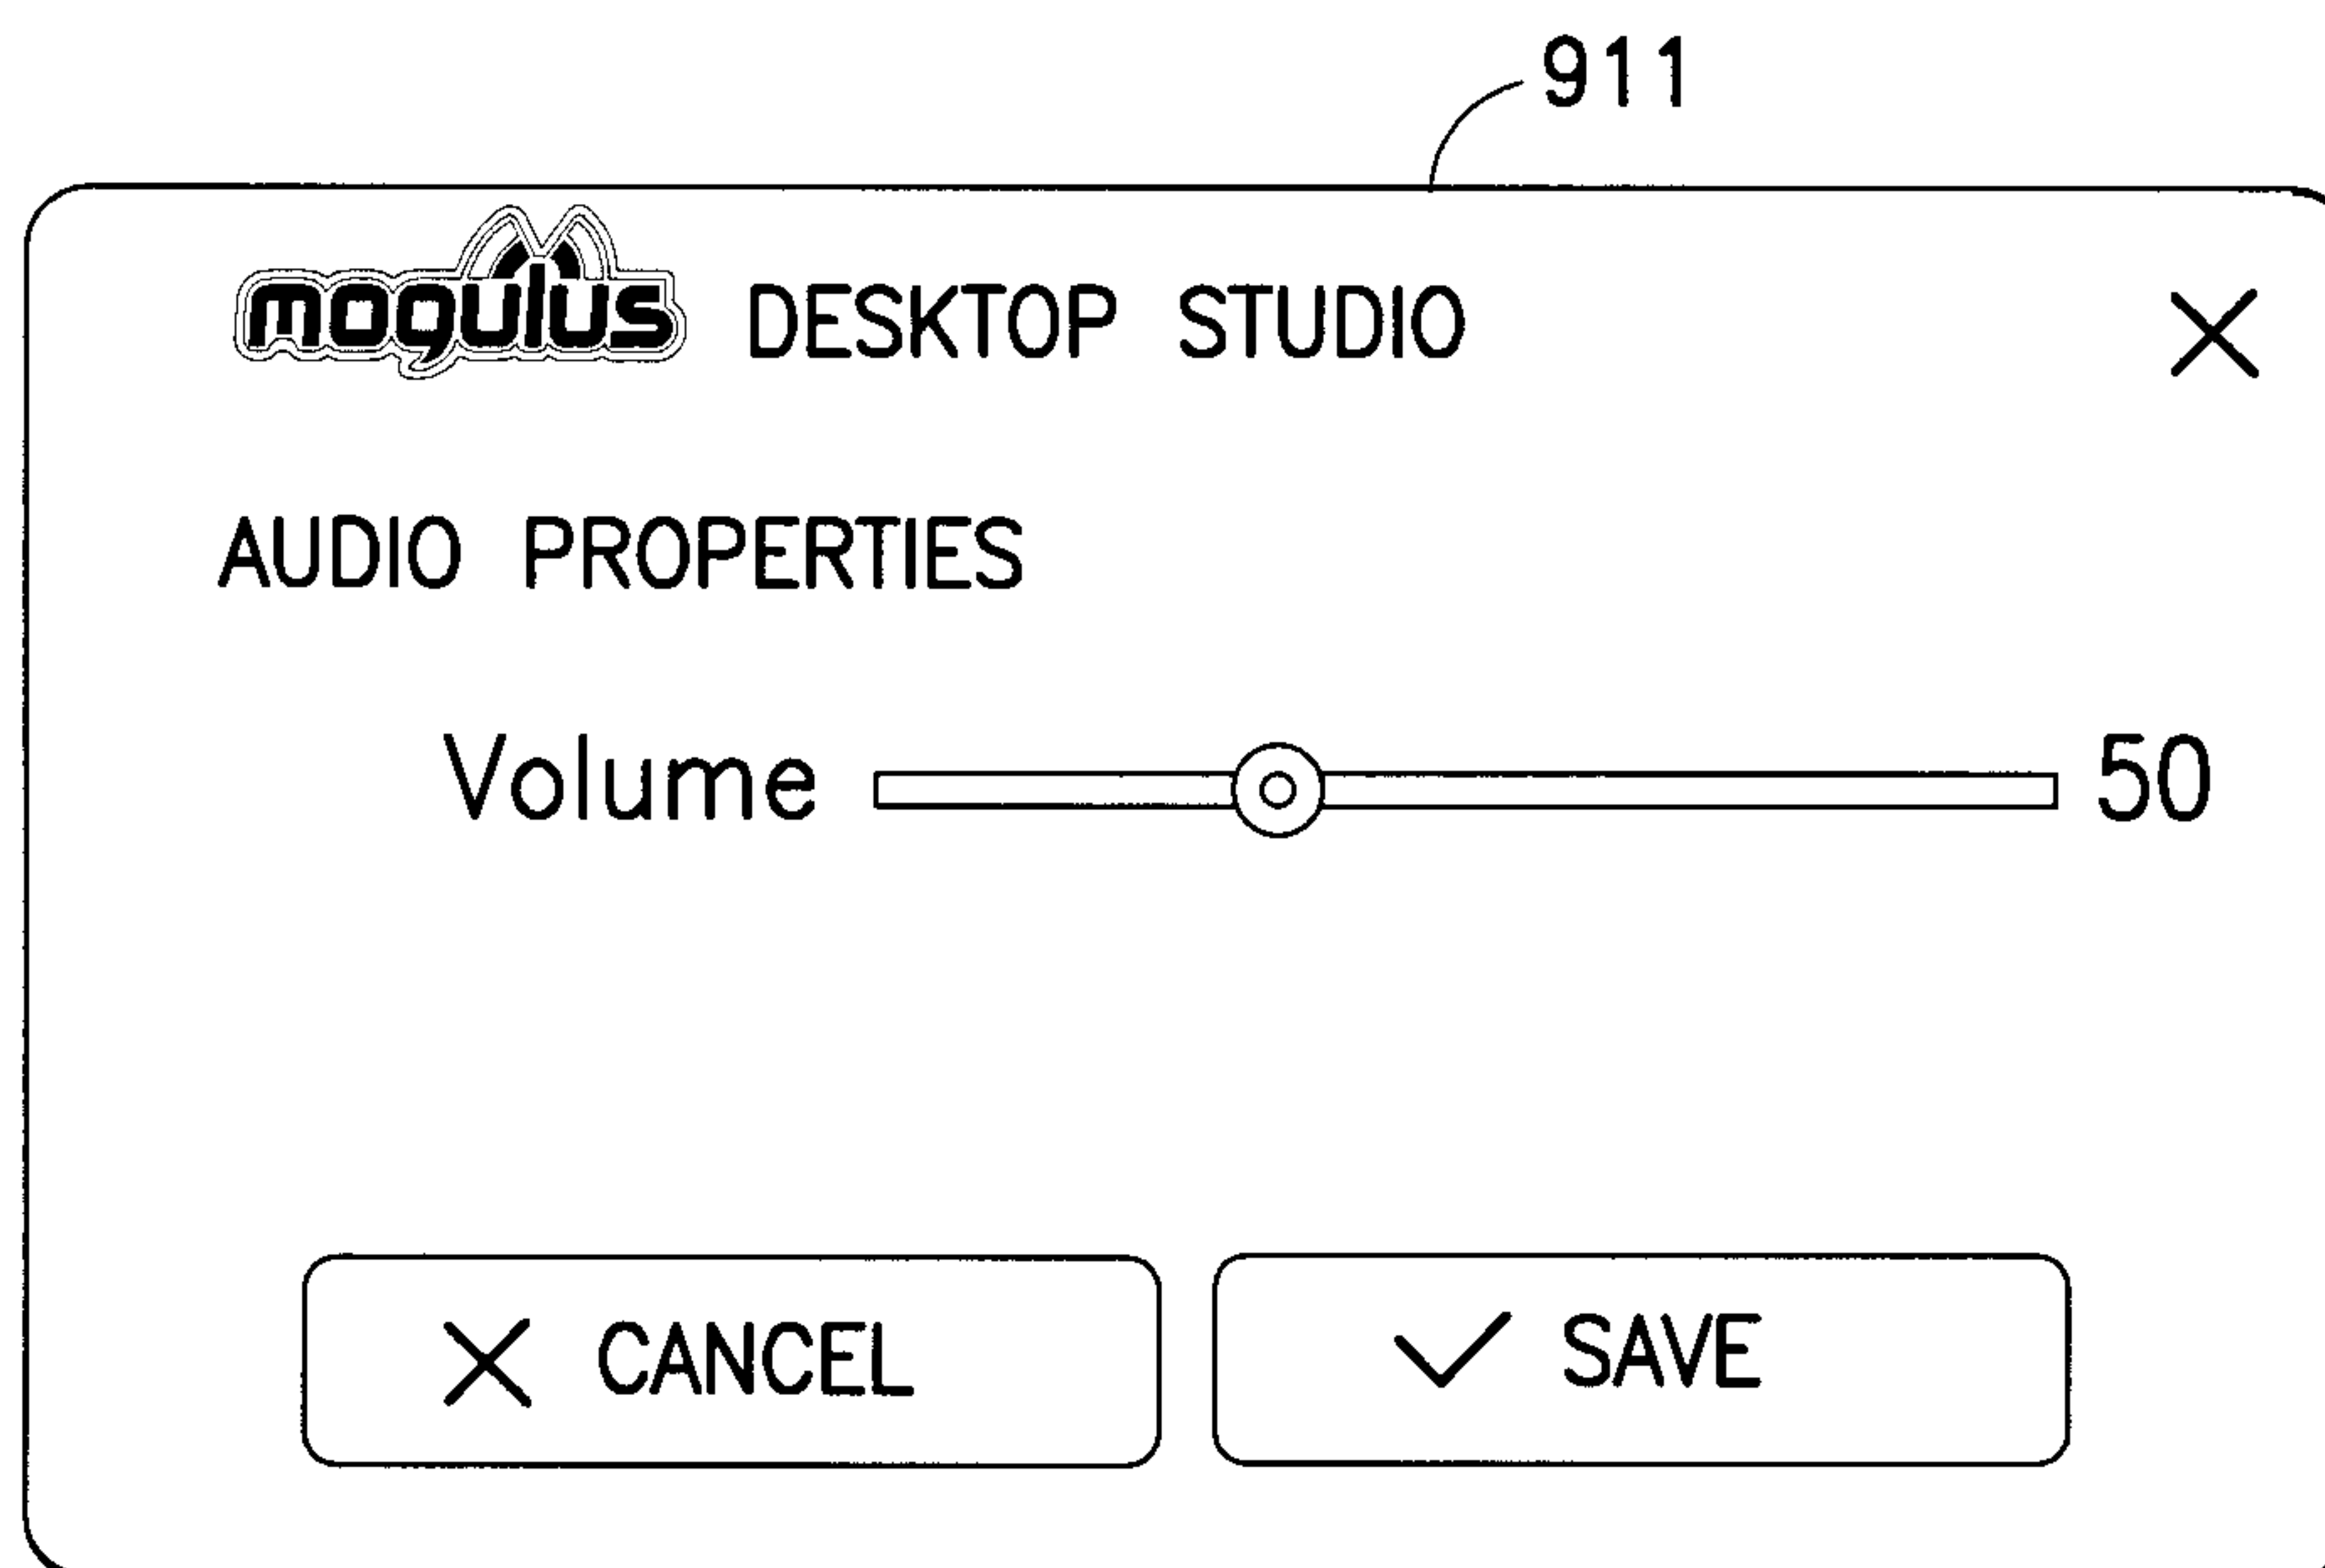 911
mogulus DESKTOP STUDIO
AUDIO PROPERTIES
Volume 50
CANCEL SAVE